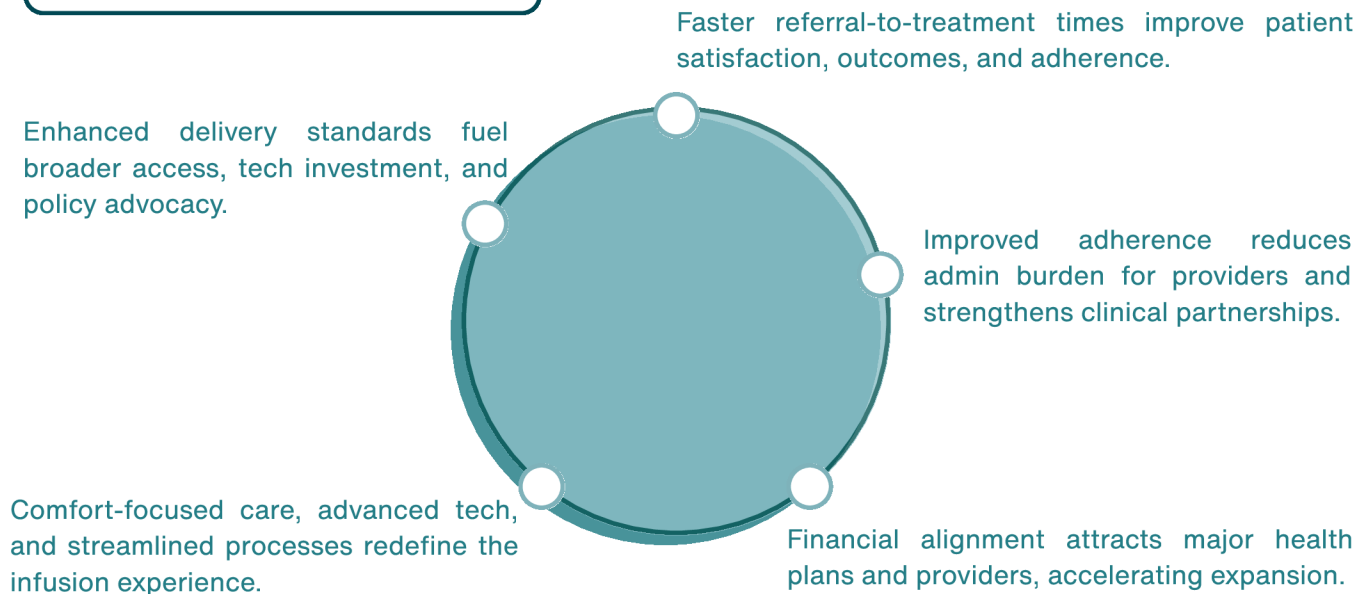 Faster referral-to-treatment times improve patient
satisfaction, outcomes, and adherence.
Enhanced delivery standards fuel
broader access, tech investment, and
policy advocacy.
Improved adherence reduces
admin burden for providers and
strengthens clinical partnerships.
Comfort-focused care, advanced tech,
and streamlined processes redefine the
infusion experience.
Financial alignment attracts major health
plans and providers, accelerating expansion.